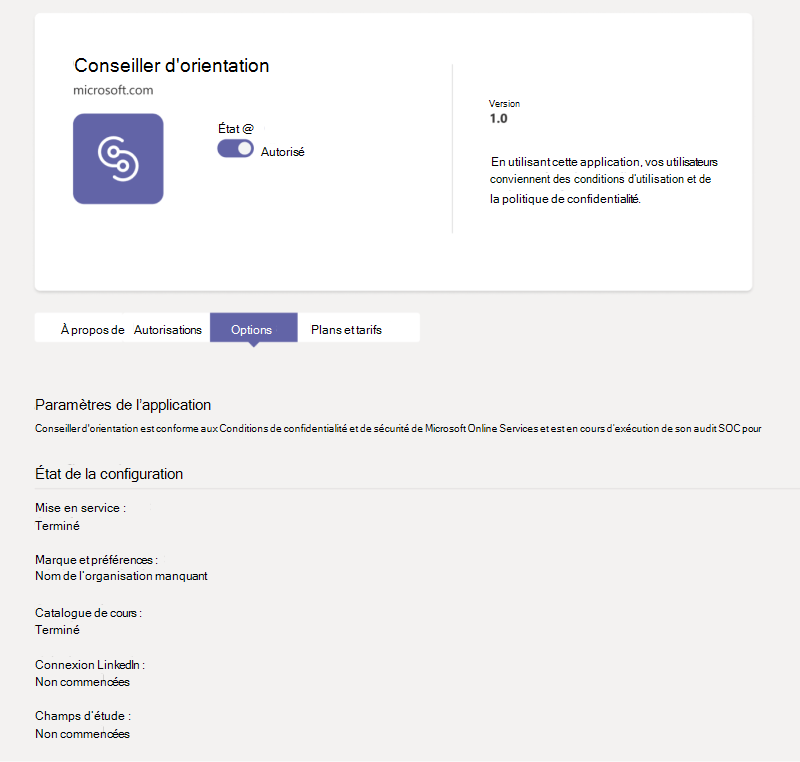 Conseiller d'orientation
microsoft.com
État @
Autorisé
Version
1.0
En utilisant cette application, vos utilisateurs
conviennent des conditions d'utilisation et de
la politique de confidentialité.
À propos de Autorisations Options Plans et tarifs
Paramètres de l'application
Conseiller d'orientation est conforme aux Conditions de confidentialité et de sécurité de Microsoft Online Services et est en cours d'exécution de son audit SOC pour
État de la configuration
Mise en service :
Terminé
Marque et préférences :
Nom de l'organisation manquant
Catalogue de cours :
Terminé
Connexion LinkedIn :
Non commencées
Champs d'étude :
Non commencées